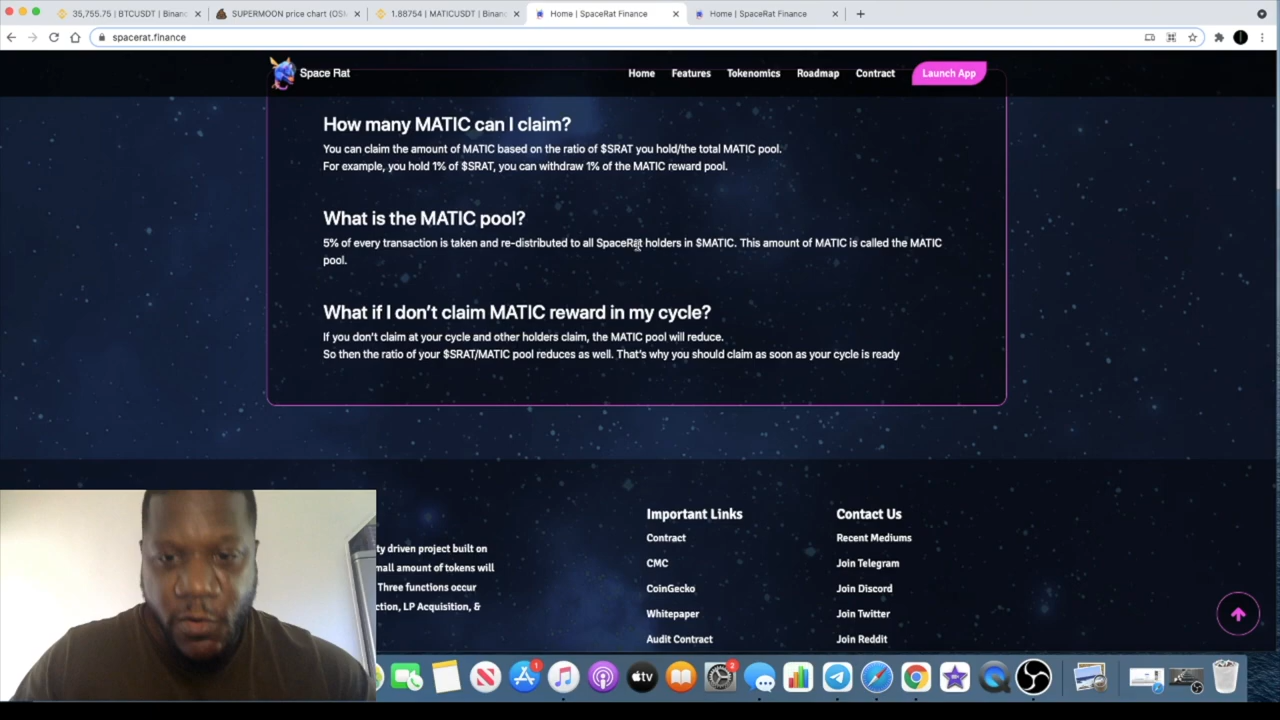 35,755.75 | BTCUSDT | Binanc
SUPERMOON price chart (OSM
1.88754 | MATICUSDT | Binanc
Home | SpaceRat Finance
Home | SpaceRat Finance
spacerat.finance
Space Rat
Home
Features
Tokenomics
Roadmap
Contract
Launch App
How many MATIC can I claim?
You can claim the amount of MATIC based on the ratio of $SRAT you hold/the total MATIC pool.
For example, you hold 1% of $SRAT, you can withdraw 1% of the MATIC reward pool.
What is the MATIC pool?
5% of every transaction is taken and re-distributed to all SpaceRat holders in $MATIC. This amount of MATIC is called the MATIC
pool.
What if I don't claim MATIC reward in my cycle?
If you don't claim at your cycle and other holders claim, the MATIC pool will reduce.
So then the ratio of your $SRAT/MATIC pool reduces as well. That's why you should claim as soon as your cycle is ready
ty driven project built on
mall amount of tokens will
Three functions occur
ction, LP Acquisition, &
Important Links
Contract
CMC
CoinGecko
Whitepaper
Audit Contract
Contact Us
Recent Mediums
Join Telegram
Join Discord
Join Twitter
Join Reddit
1
tv
2